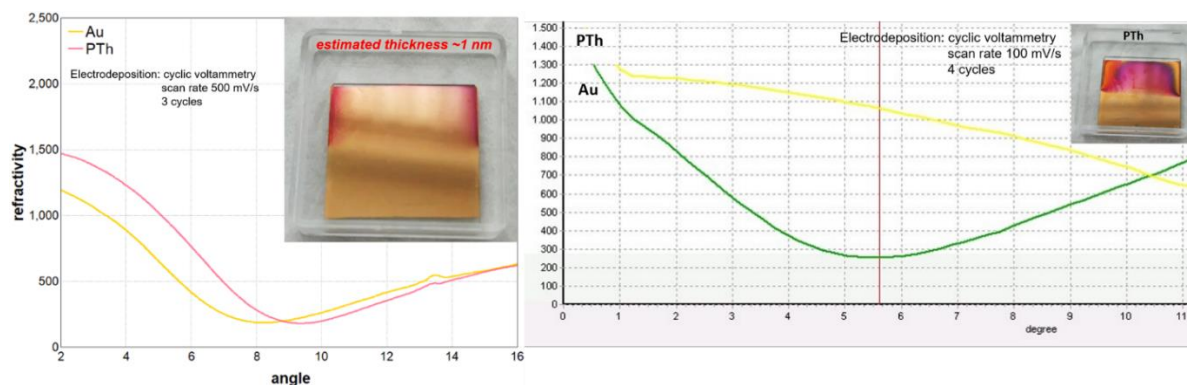 2,500
2,000
1,500
1,000
500
0
refractivity
Au
PTh
Electrodeposition: cyclic voltammetry
scan rate 500 mV/s
3 cycles
estimated thickness ~1 nm
2
4
6
8
10
12
14
16
angle
1.500
1.400
1.300
1.200
1.100
1.000
900
800
700
600
500
400
300
200
100
0
PTh
Au
Electrodeposition: cyclic voltammetry
scan rate 100 mV/s
4 cycles
PTh
0
1
2
3
4
5
6
7
8
9
10
11
degree